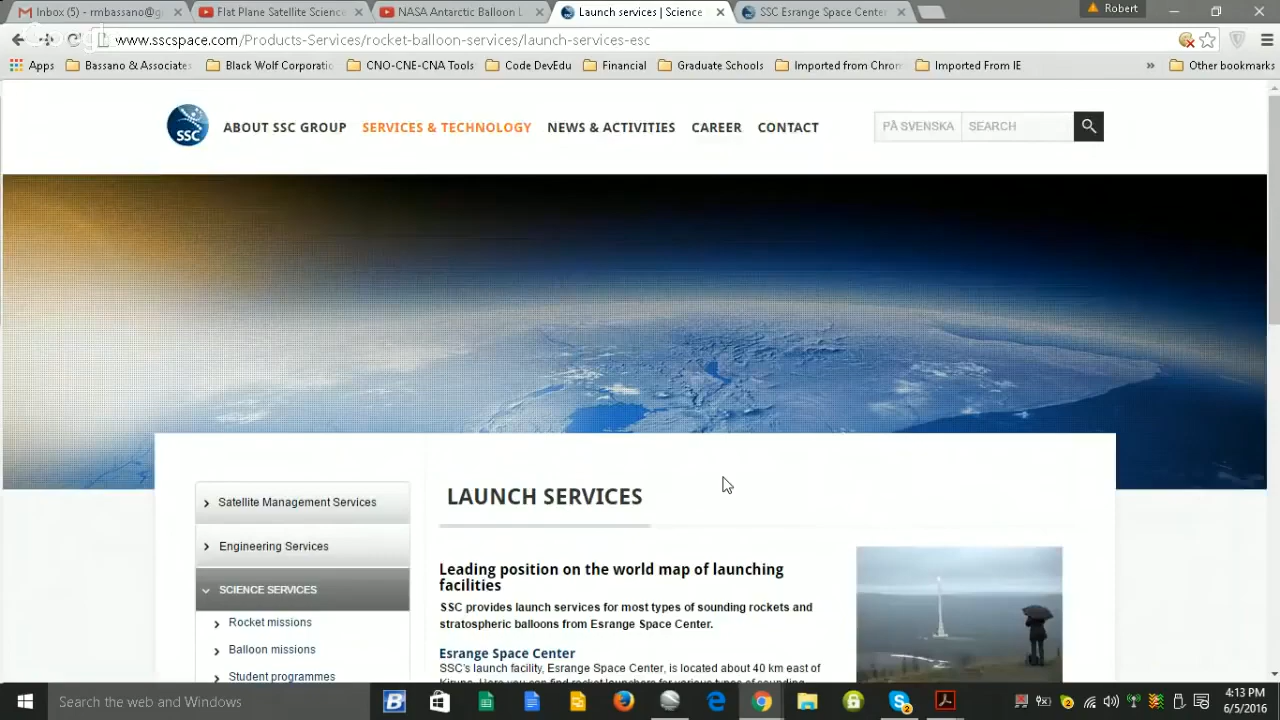 Inbox (5) - rmbassano@g
Flat Plane Satellite Science
NASA Antarctic Balloon L
Launch services | Science
SSC Esrange Space Center
Robert
www.sscspace.com/Products-Services/rocket-balloon-services/launch-services-esc
Apps
Bassano & Associates
Black Wolf Corporatio
CNO-CNE-CNA Tools
Code DevEdu
Financial
Graduate Schools
Imported from Chrom
Imported From IE
»
Other bookmarks
SSC
ABOUT SSC GROUP
SERVICES & TECHNOLOGY
NEWS & ACTIVITIES
CAREER
CONTACT
PÅ SVENSKA
SEARCH
Satellite Management Services
Engineering Services
SCIENCE SERVICES
Rocket missions
Balloon missions
Student programmes
LAUNCH SERVICES
Leading position on the world map of launching
facilities
SSC provides launch services for most types of sounding rockets and
stratospheric balloons from Esrange Space Center.
Esrange Space Center
SSC's launch facility, Esrange Space Center, is located about 40 km east of
Search the web and Windows
4:13 PM
6/5/2016